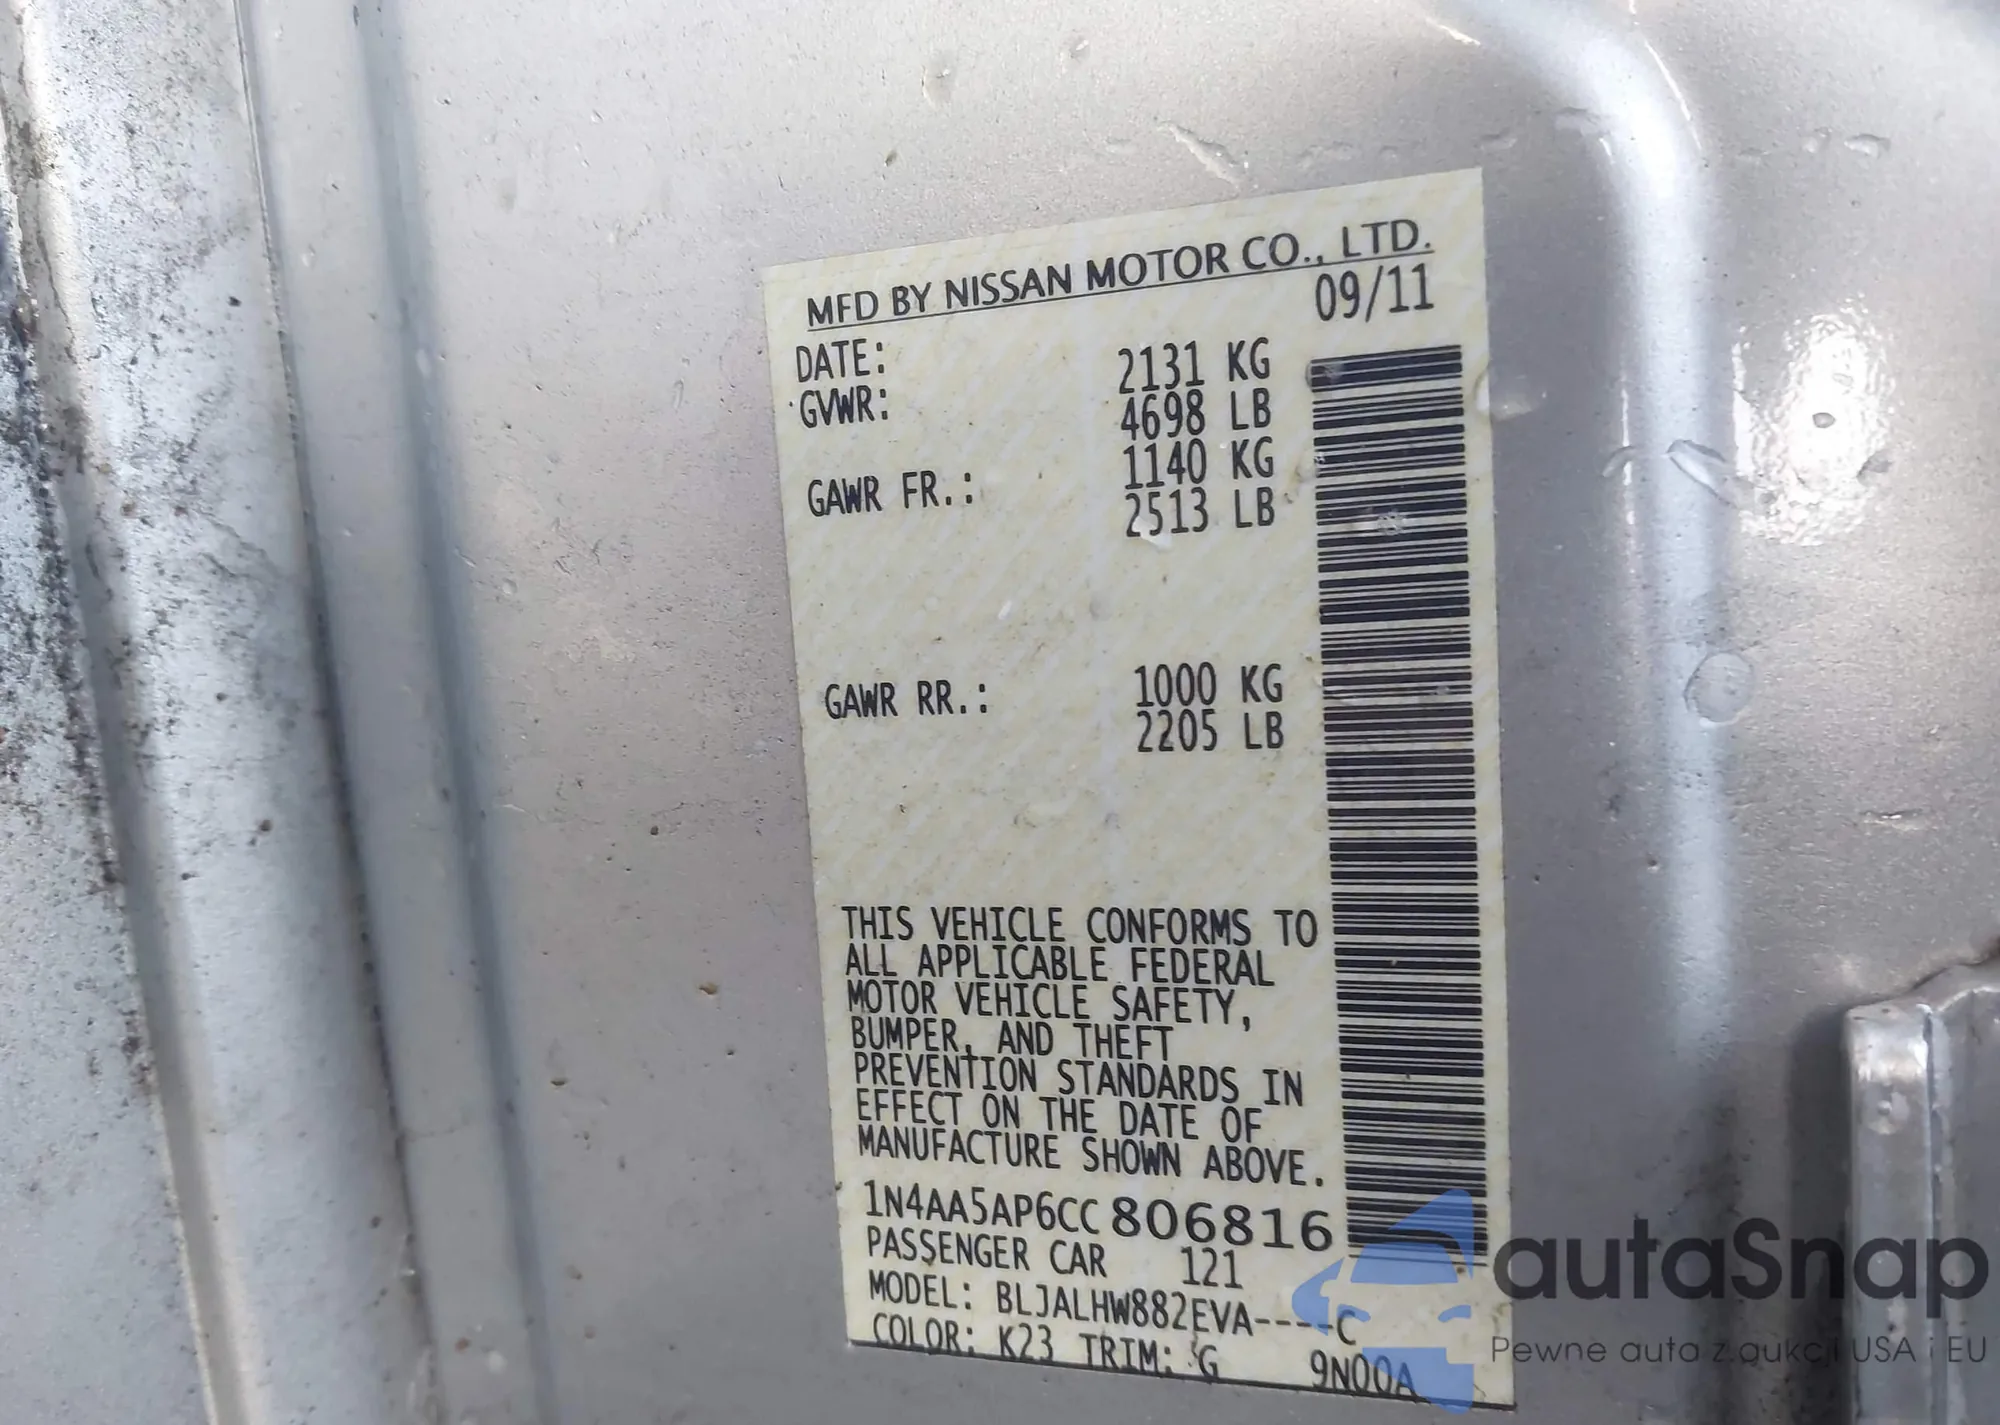 MFD BY NISSAN MOTOR CO., LTD.
DATE: 09/11
GVWR: 2131 KG
4698 LB
GAWR FR.: 1140 KG
2513 LB
GAWR RR.: 1000 KG
2205 LB
THIS VEHICLE CONFORMS TO
ALL APPLICABLE FEDERAL
MOTOR VEHICLE SAFETY,
BUMPER, AND THEFT
PREVENTION STANDARDS IN
EFFECT ON THE DATE OF
MANUFACTURE SHOWN ABOVE.
1N4AA5AP6CC806816
PASSENGER CAR 121
MODEL: BLJALHW882EVA----C
COLOR: K23 TRIM: G 9N00A
autaSnap
Pewne auta z aukcji USA i EU